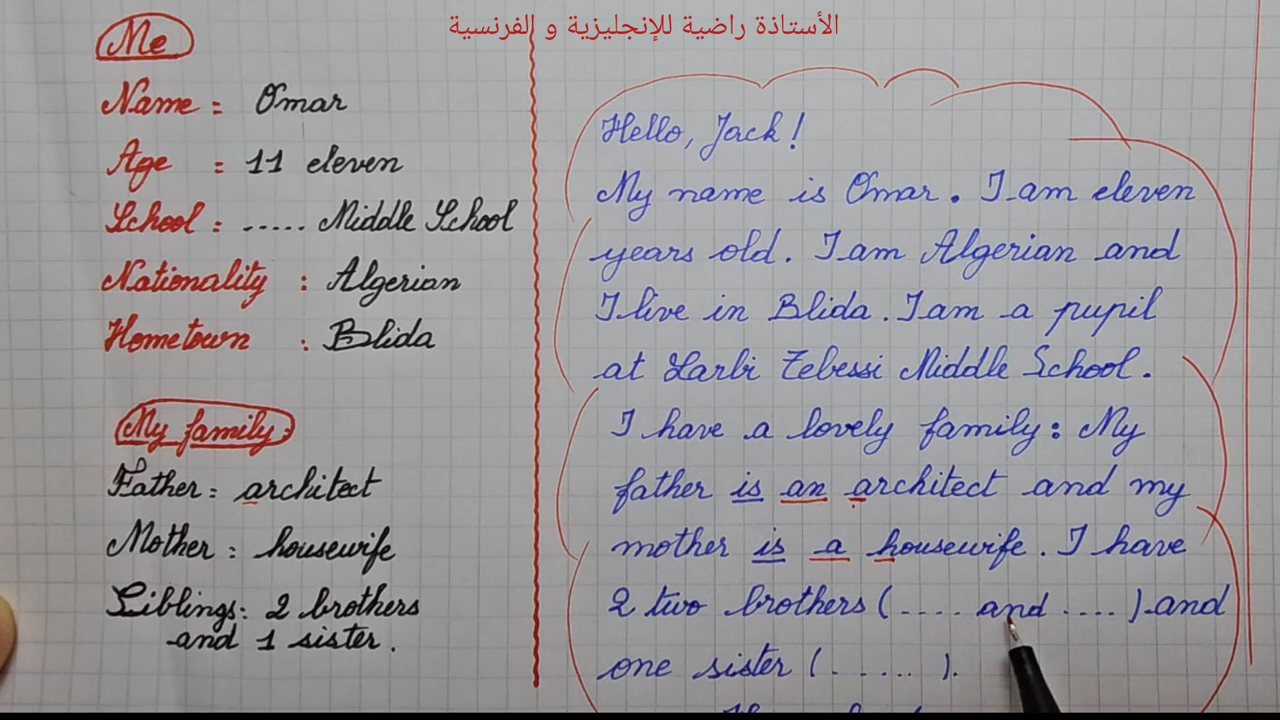 الأستاذة راضية للإنجليزية و الفرنسية
Me
Name : Omar
Age : 11 eleven
School : ..... Middle School
Nationality : Algerian
Hometown : Blida
My family :
Father : architect
Mother : housewife
Siblings : 2 brothers
and 1 sister .
Hello, Jack !
My name is Omar . I am eleven
years old . I am Algerian and
I live in Blida . I am a pupil
at Larbi Tebessi Middle School .
I have a lovely family : My
father is an architect and my
mother is a housewife . I have
2 two brothers ( .... and .... ) and
one sister ( ..... ).